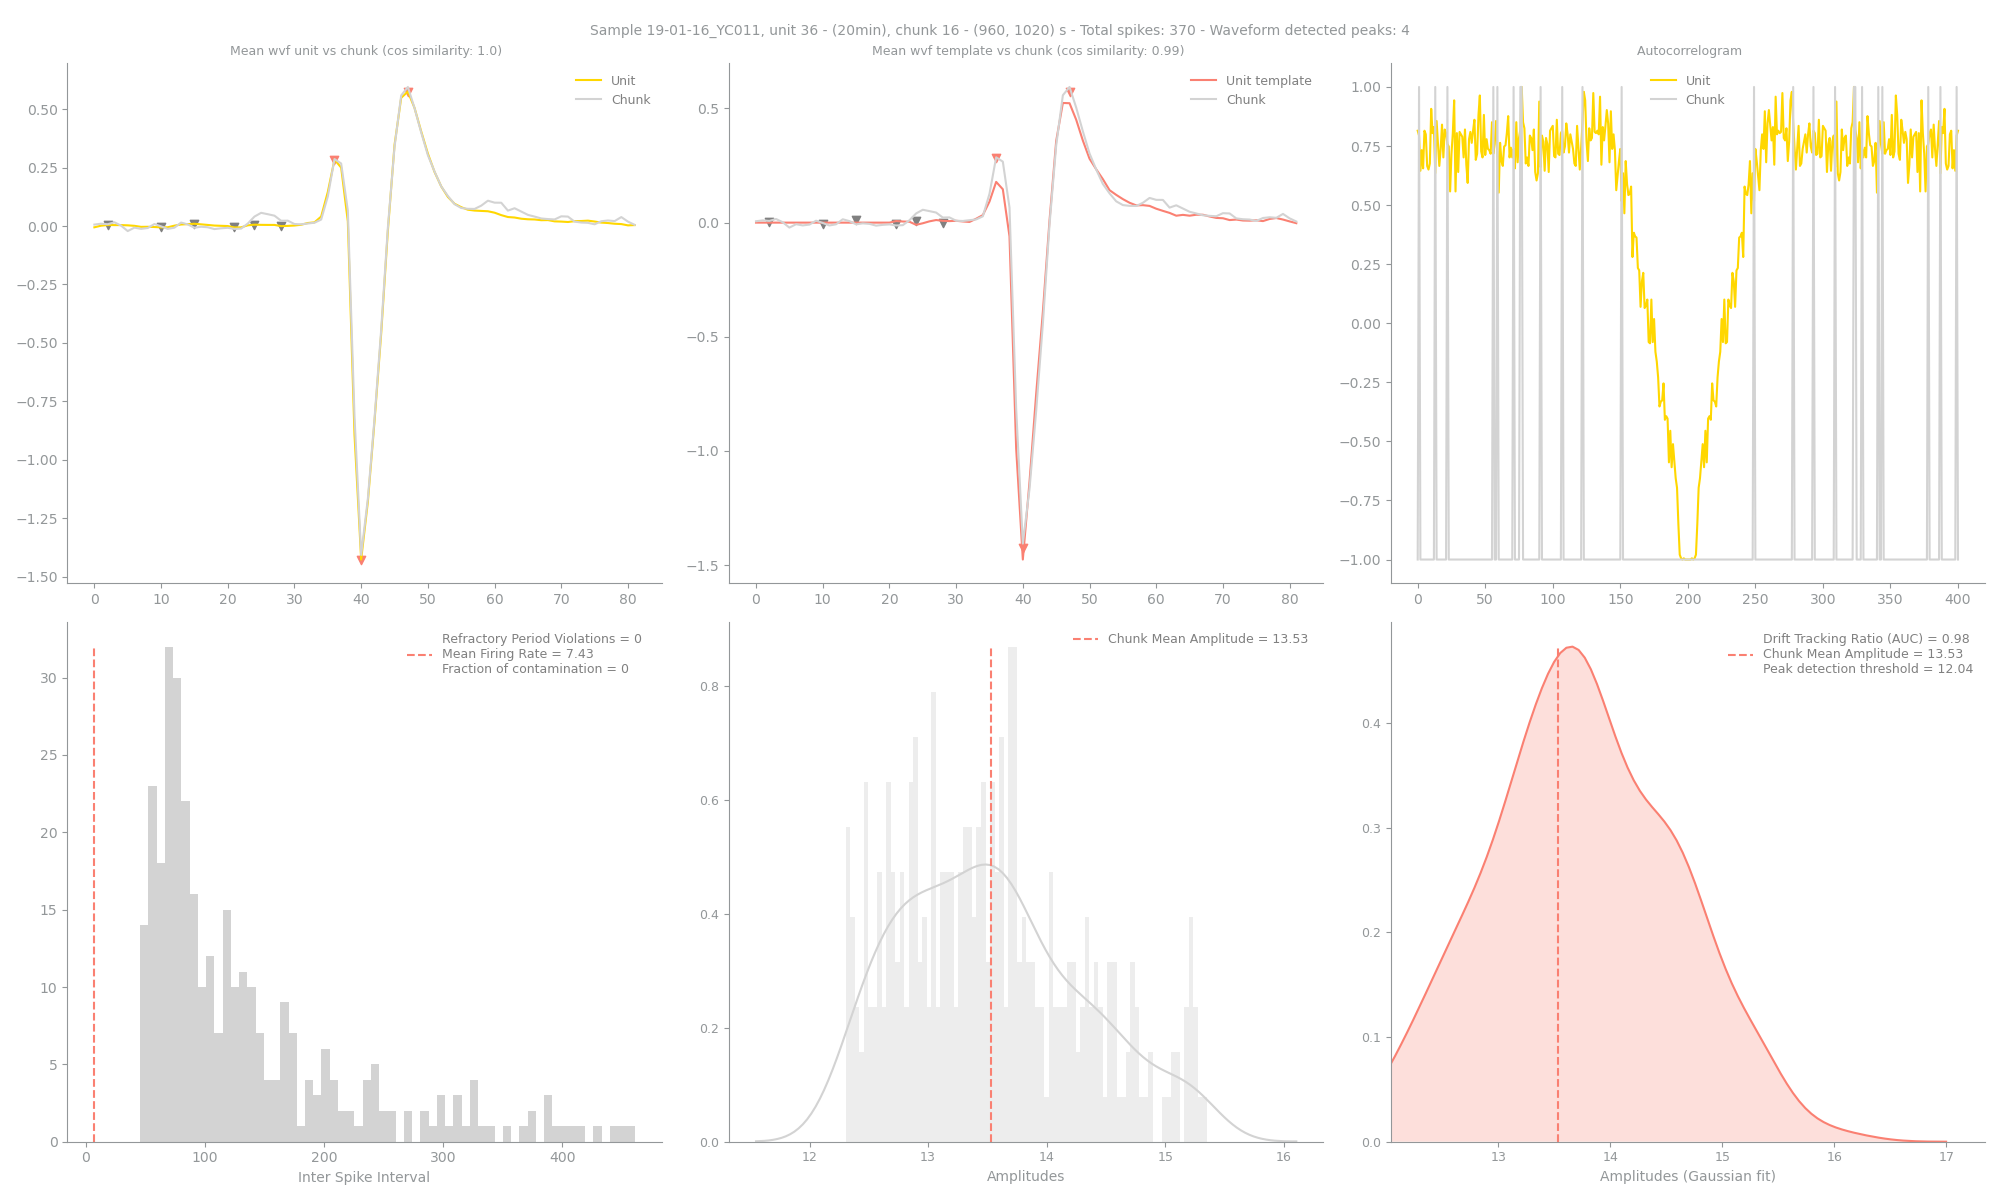 Sample 19-01-16_YC011, unit 36 - (20min), chunk 16 - (960, 1020) s - Total spikes: 370 - Waveform detected peaks: 4
Mean wvf unit vs chunk (cos similarity: 1.0)
Unit
Chunk
0.50
0.25
0.00
−0.25
−0.50
−0.75
−1.00
−1.25
−1.50
0 10 20 30 40 50 60 70 80
Mean wvf template vs chunk (cos similarity: 0.99)
Unit template
Chunk
0.5
0.0
−0.5
−1.0
−1.5
0 10 20 30 40 50 60 70 80
Autocorrelogram
Unit
Chunk
1.00
0.75
0.50
0.25
0.00
−0.25
−0.50
−0.75
−1.00
0 50 100 150 200 250 300 350 400
Refractory Period Violations = 0
Mean Firing Rate = 7.43
Fraction of contamination = 0
30
25
20
15
10
5
0
0 100 200 300 400
Inter Spike Interval
Chunk Mean Amplitude = 13.53
0.8
0.6
0.4
0.2
0.0
12 13 14 15 16
Amplitudes
Drift Tracking Ratio (AUC) = 0.98
Chunk Mean Amplitude = 13.53
Peak detection threshold = 12.04
0.4
0.3
0.2
0.1
0.0
13 14 15 16 17
Amplitudes (Gaussian fit)